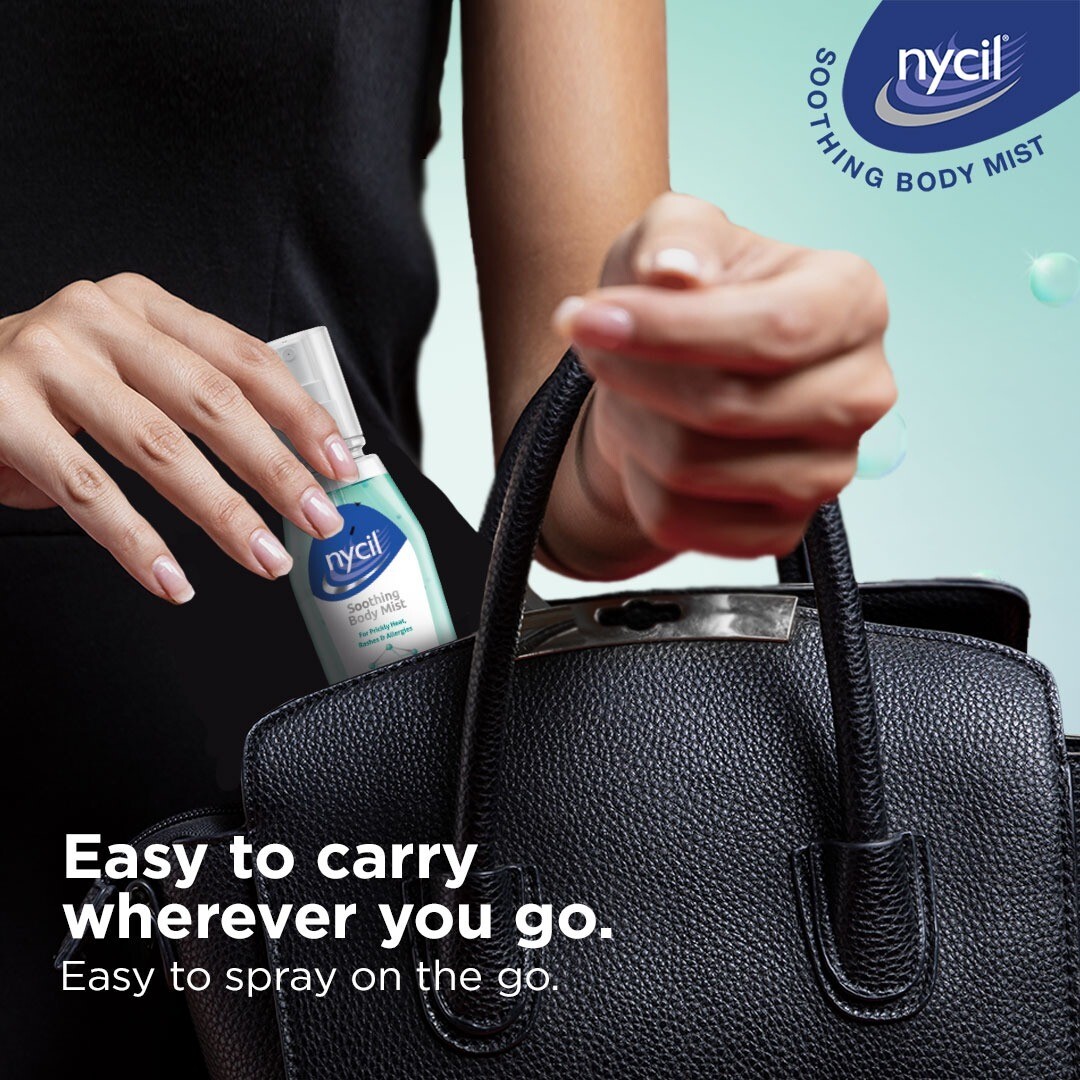 nycil®
SOOTHING BODY MIST
nycil
Soothing
Body Mist
For Prickly Heat,
Rashes & Allergies
Easy to carry
wherever you go.
Easy to spray on the go.